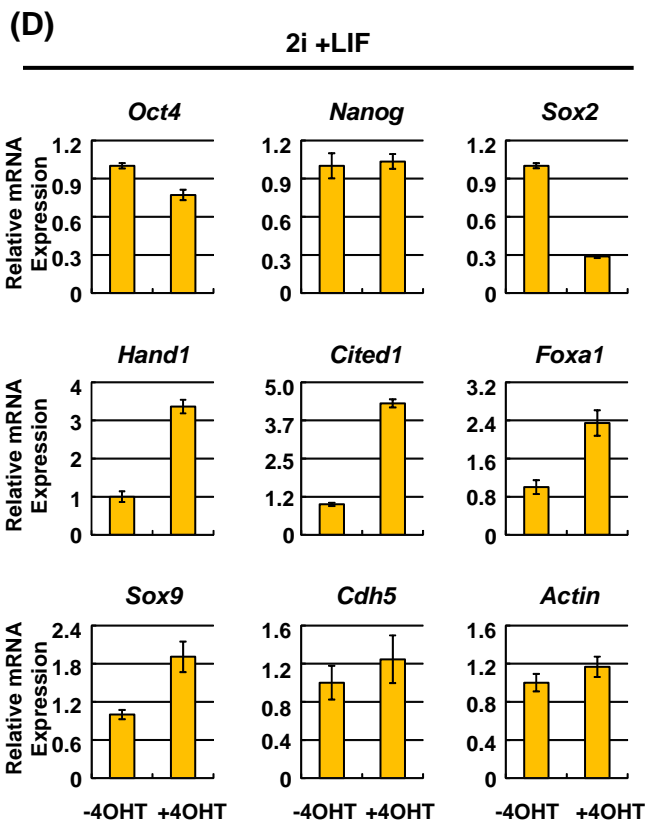 (D)
2i +LIF
Oct4
Nanog
Sox2
Relative mRNA
Expression
1.2
0.9
0.6
0.3
0
1.2
0.9
0.6
0.3
0
1.2
0.9
0.6
0.3
0
Hand1
Cited1
Foxa1
Relative mRNA
Expression
4
3
2
1
0
5.0
3.7
2.5
1.2
0
3.2
2.4
1.6
0.8
0
Sox9
Cdh5
Actin
Relative mRNA
Expression
2.4
1.8
1.2
0.6
0
1.6
1.2
0.8
0.4
0
1.6
1.2
0.8
0.4
0
-4OHT +4OHT
-4OHT +4OHT
-4OHT +4OHT